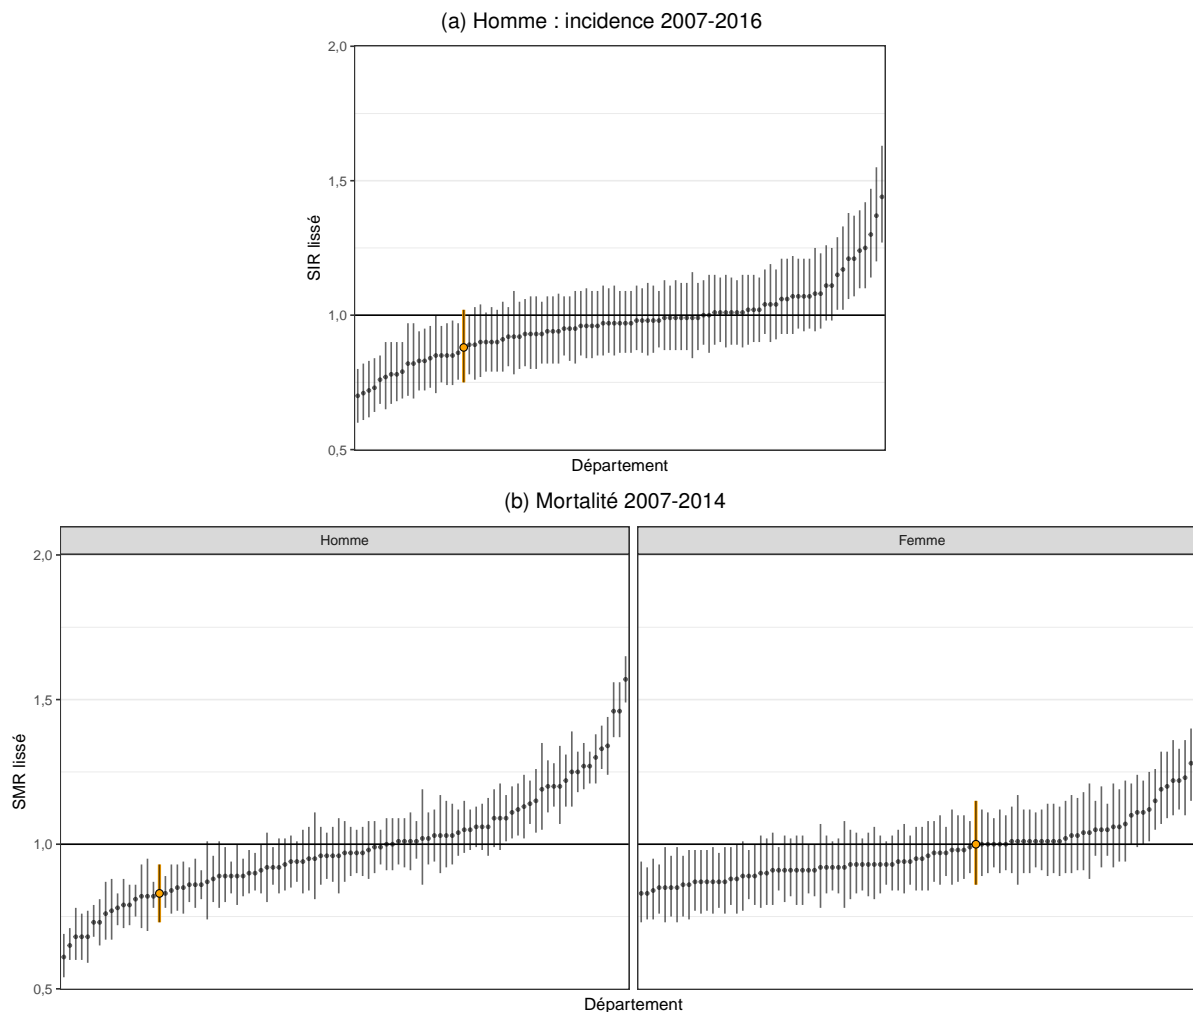 (a) Homme : incidence 2007-2016
2,0
1,5
1,0
0,5
SIR lissé
Département
(b) Mortalité 2007-2014
Homme
Femme
2,0
1,5
1,0
0,5
SMR lissé
Département